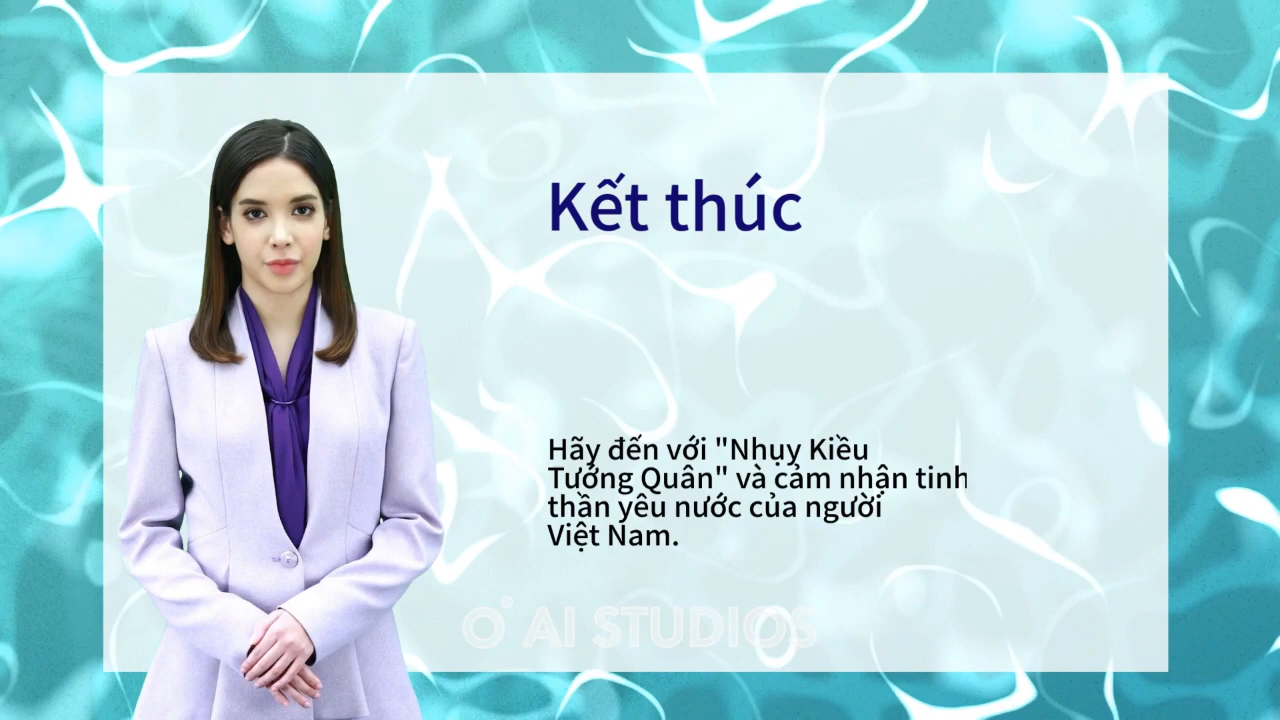 Kết thúc
Hãy đến với "Nhụy Kiều
Tướng Quân" và cảm nhận tinh
thần yêu nước của người
Việt Nam.
AI STUDIOS